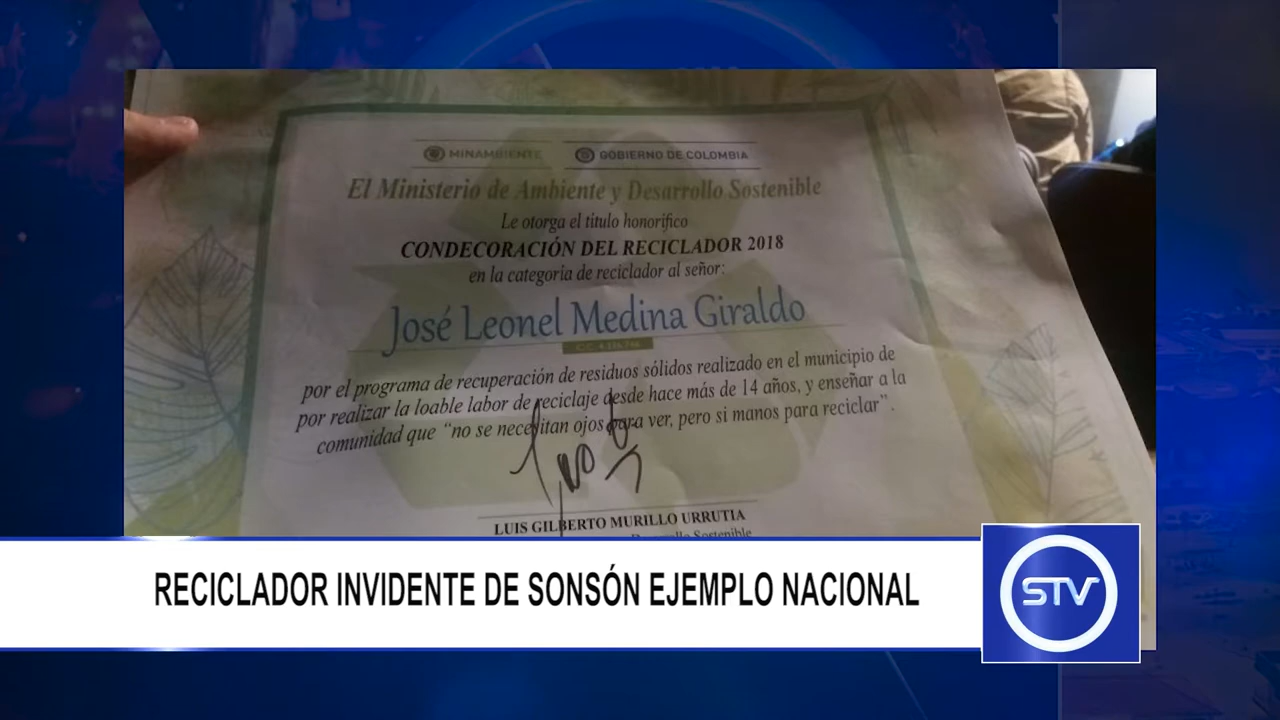 MINAMBIENTE GOBIERNO DE COLOMBIA
El Ministerio de Ambiente y Desarrollo Sostenible
Le otorga el titulo honorífico
CONDECORACIÓN DEL RECICLADOR 2018
en la categoria de reciclador al señor:
José Leonel Medina Giraldo
por el programa de recuperación de residuos sólidos realizado en el municipio de
por realizar la loable labor de reciclaje desde hace más de 14 años, y enseñar a la
comunidad que “no se necesitan ojos para ver, pero si manos para reciclar”.
LUIS GILBERTO MURILLO URRUTIA
Desarrollo Sostenible
RECICLADOR INVIDENTE DE SONSÓN EJEMPLO NACIONAL
STV